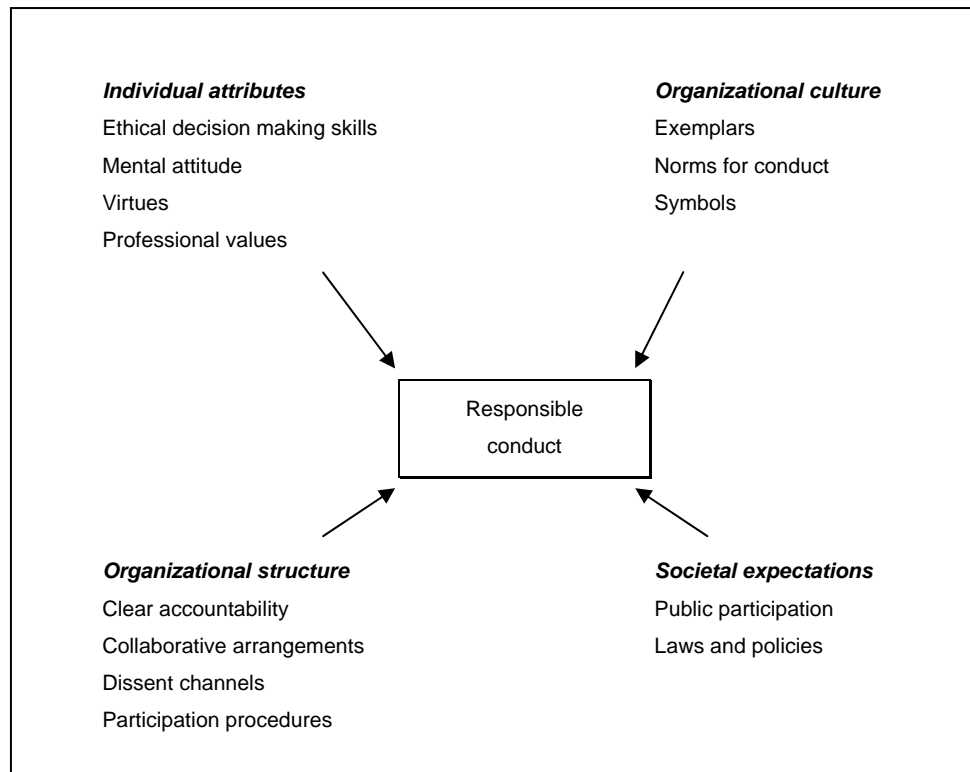 Individual attributes
Ethical decision making skills
Mental attitude
Virtues
Professional values
Organizational culture
Exemplars
Norms for conduct
Symbols
Responsible
conduct
Organizational structure
Clear accountability
Collaborative arrangements
Dissent channels
Participation procedures
Societal expectations
Public participation
Laws and policies